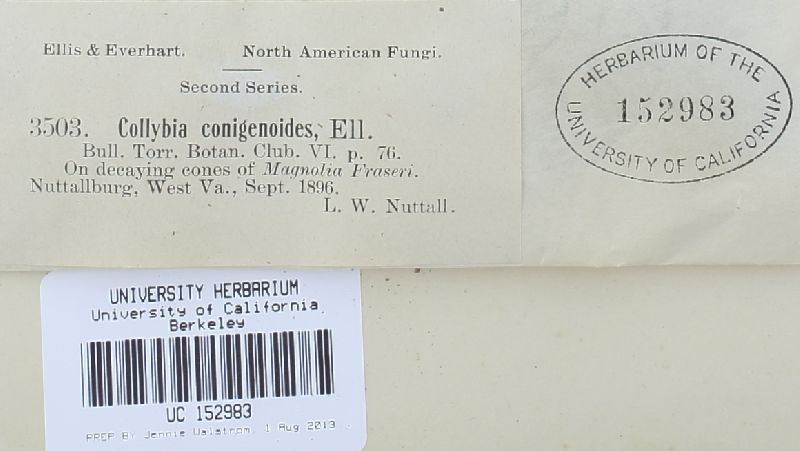 Ellis & Everhart. North American Fungi.
Second Series.
3503. Collybia conigenoides, Ell.
Bull. Torr. Botan. Club. VI. p. 76.
On decaying cones of Magnolia Fraseri.
Nuttallburg, West Va., Sept. 1896.
L. W. Nuttall.
HERBARIUM OF THE
152983
UNIVERSITY OF CALIFORNIA
UNIVERSITY HERBARIUM
University of California,
Berkeley
UC 152983
PREP BY Jennie Walstrom, 1 Aug 2013